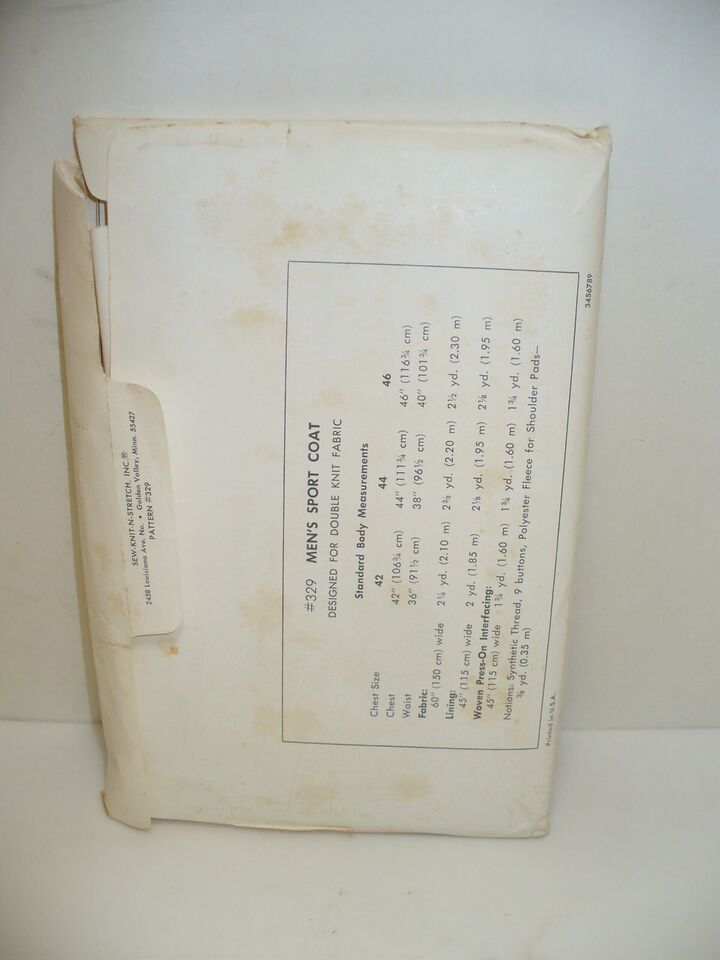 SEW-KNIT-N-STRETCH, INC.®
2458 Louisiana Ave. No. • Golden Valley, Minn. 55427
PATTERN #329
#329 MEN'S SPORT COAT
DESIGNED FOR DOUBLE KNIT FABRIC
Standard Body Measurements
Chest Size 42 44 46
Chest 42" (106¾ cm) 44" (111¾ cm) 46" (116¾ cm)
Waist 36" (91½ cm) 38" (96½ cm) 40" (101¾ cm)
Fabric:
60" (150 cm) wide 2¼ yd. (2.10 m) 2⅜ yd. (2.20 m) 2½ yd. (2.30 m)
Lining:
45" (115 cm) wide 2 yd. (1.85 m) 2⅛ yd. (1.95 m) 2⅛ yd. (1.95 m)
Woven Press-On Interfacing:
45" (115 cm) wide 1¾ yd. (1.60 m) 1¾ yd. (1.60 m) 1¾ yd. (1.60 m)
Notions: Synthetic Thread, 9 buttons, Polyester Fleece for Shoulder Pads—
⅜ yd. (0.35 m)
Printed in U.S.A.
3456789